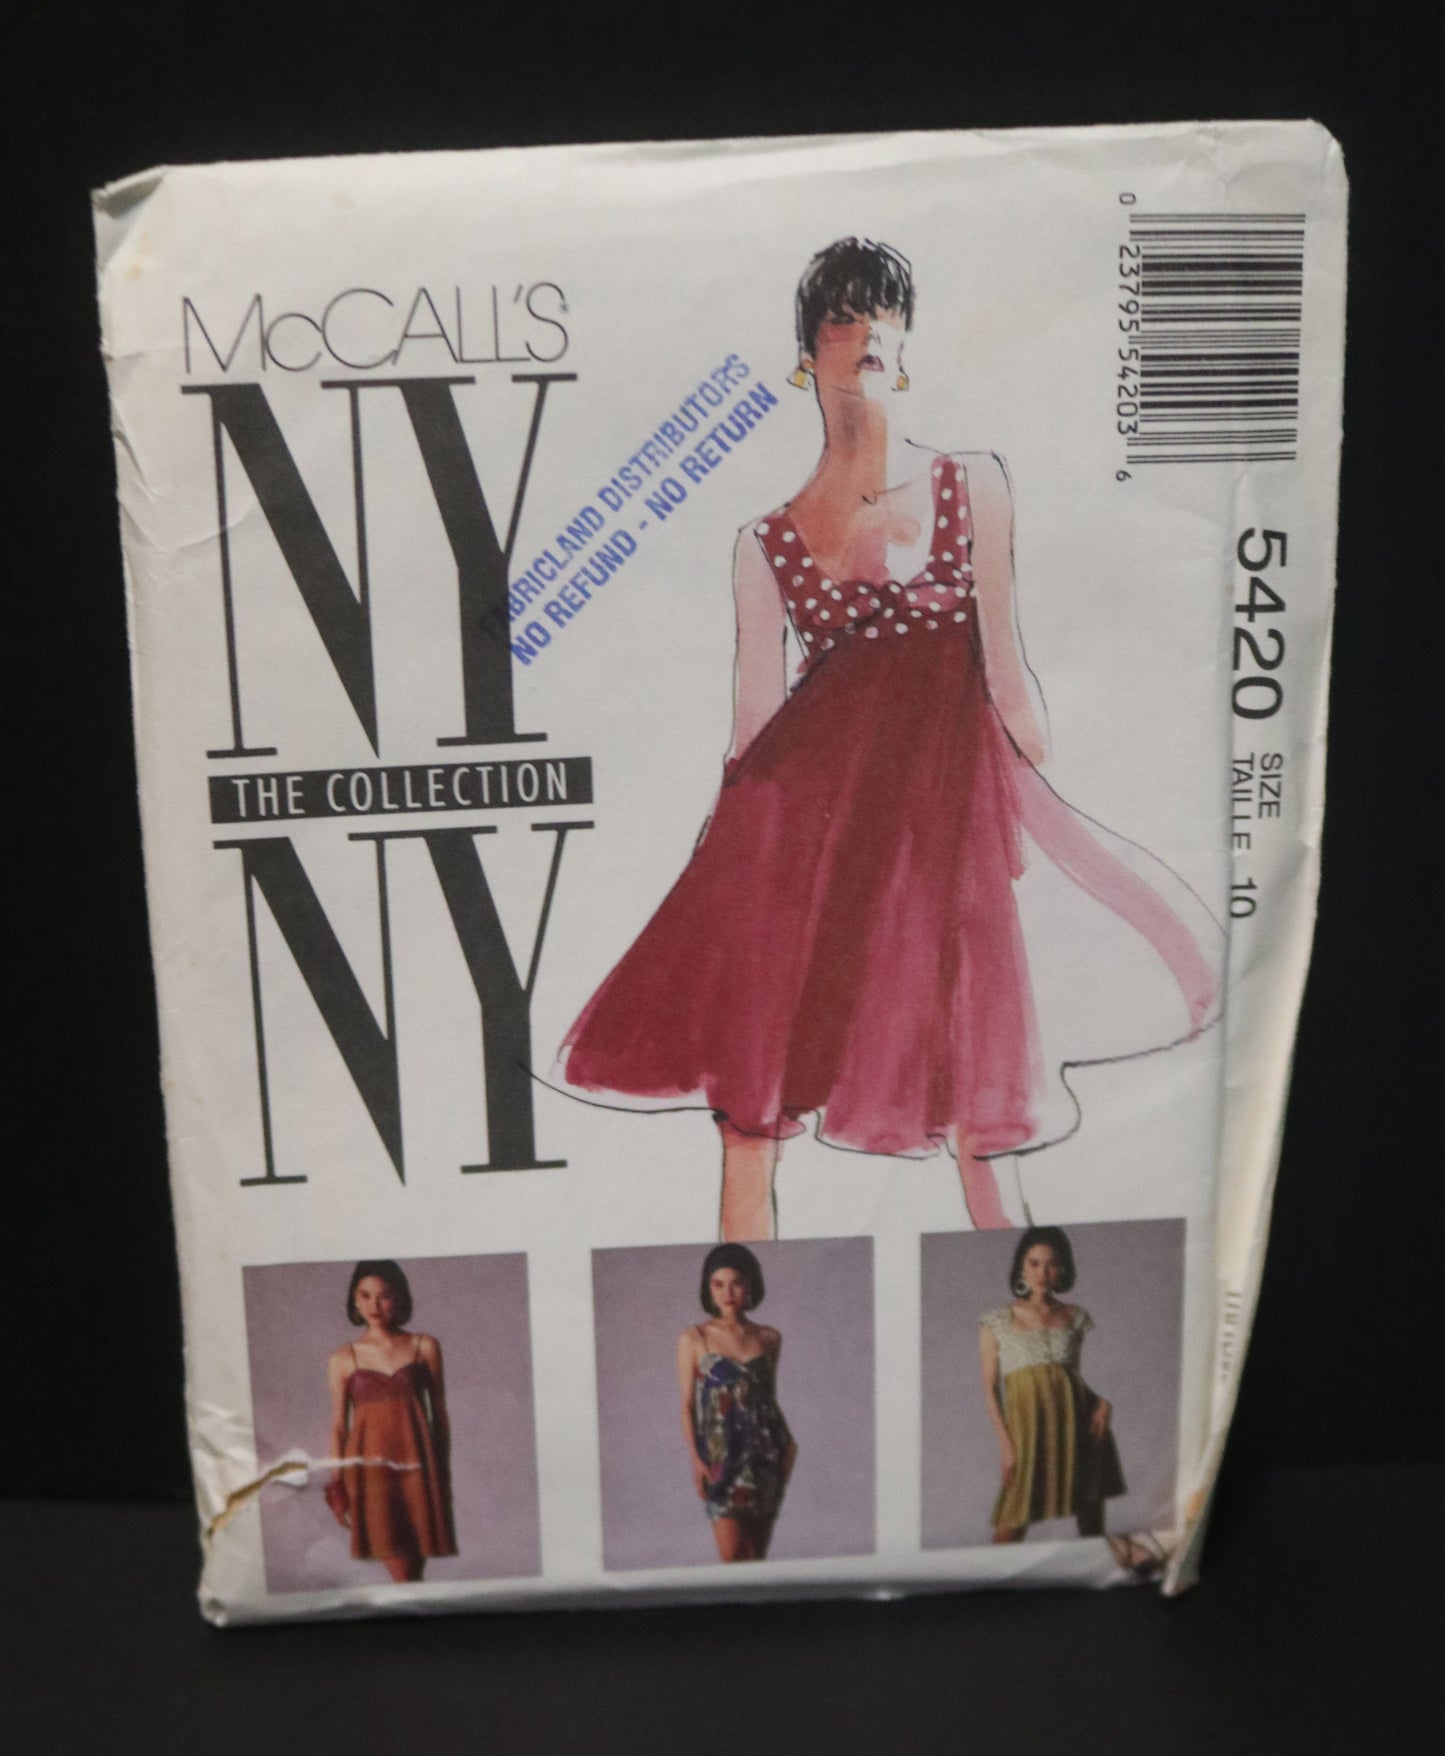 McCALL'S®
NY
THE COLLECTION
NY
FABRICLAND DISTRIBUTORS
NO REFUND - NO RETURN
0 23795 54203 6
5420 SIZE 10
TAILLE